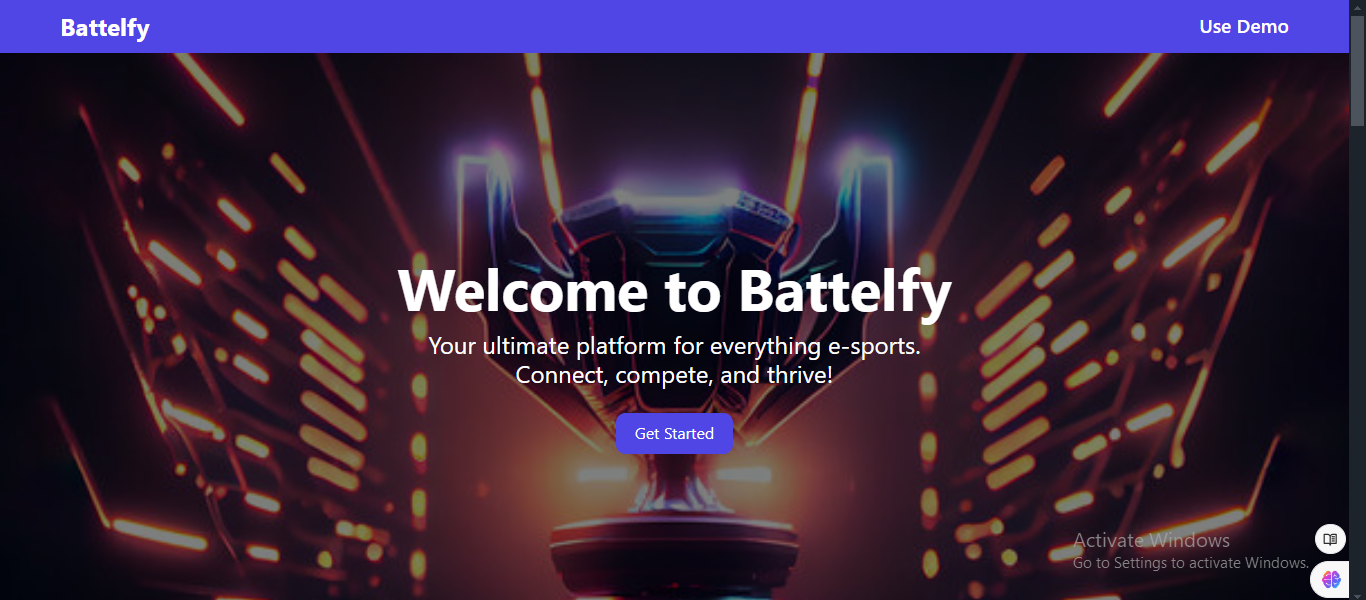 Battelfy
Use Demo
Welcome to Battelfy
Your ultimate platform for everything e-sports.
Connect, compete, and thrive!
Get Started
Activate Windows
Go to Settings to activate Windows.